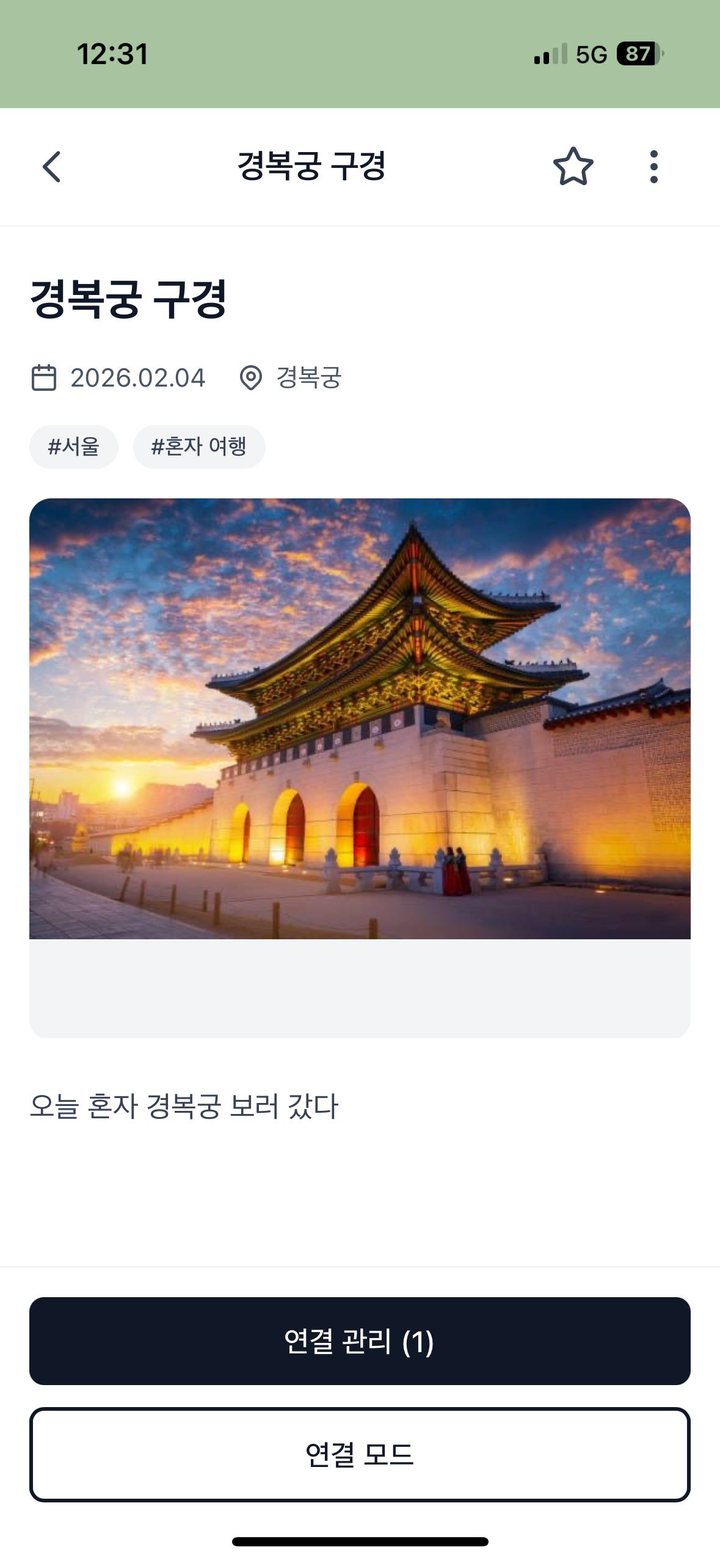 12:31
5G 87
경복궁 구경
경복궁 구경
2026.02.04 경복궁
#서울 #혼자 여행
오늘 혼자 경복궁 보러 갔다
연결 관리 (1)
연결 모드